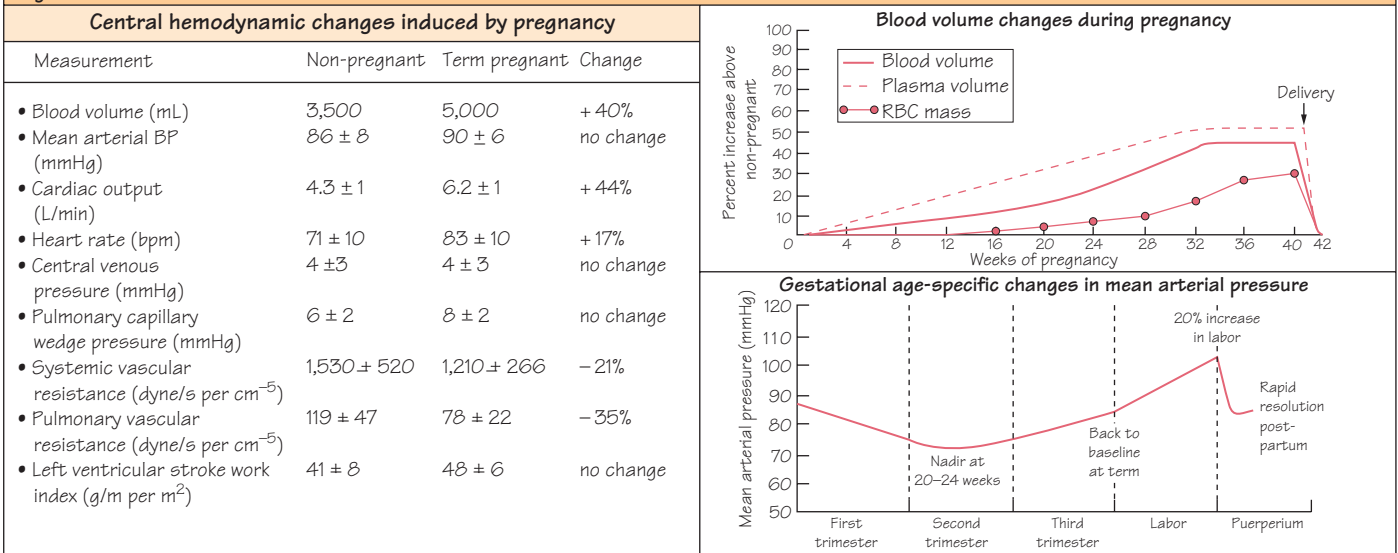 Central hemodynamic changes induced by pregnancy
Measurement Non-pregnant Term pregnant Change
• Blood volume (mL) 3,500 5,000 + 40%
• Mean arterial BP 86 ± 8 90 ± 6 no change
(mmHg)
• Cardiac output 4.3 ± 1 6.2 ± 1 + 44%
(L/min)
• Heart rate (bpm) 71 ± 10 83 ± 10 + 17%
• Central venous 4 ±3 4 ± 3 no change
pressure (mmHg)
• Pulmonary capillary 6 ± 2 8 ± 2 no change
wedge pressure (mmHg)
• Systemic vascular 1,530 ± 520 1,210 ± 266 – 21%
resistance (dyne/s per cm⁻⁵)
• Pulmonary vascular 119 ± 47 78 ± 22 – 35%
resistance (dyne/s per cm⁻⁵)
• Left ventricular stroke work 41 ± 8 48 ± 6 no change
index (g/m per m²)
Blood volume changes during pregnancy
Percent increase above
non-pregnant
100
90
80
70
60
50
40
30
20
10
Blood volume
Plasma volume
RBC mass
Delivery
0 4 8 12 16 20 24 28 32 36 40 42
Weeks of pregnancy
Gestational age-specific changes in mean arterial pressure
Mean arterial pressure (mmHg)
120
110
100
90
80
70
60
50
20% increase
in labor
Rapid
resolution
post-
partum
Back to
baseline
at term
Nadir at
20–24 weeks
First Second Third Labor Puerperium
trimester trimester trimester